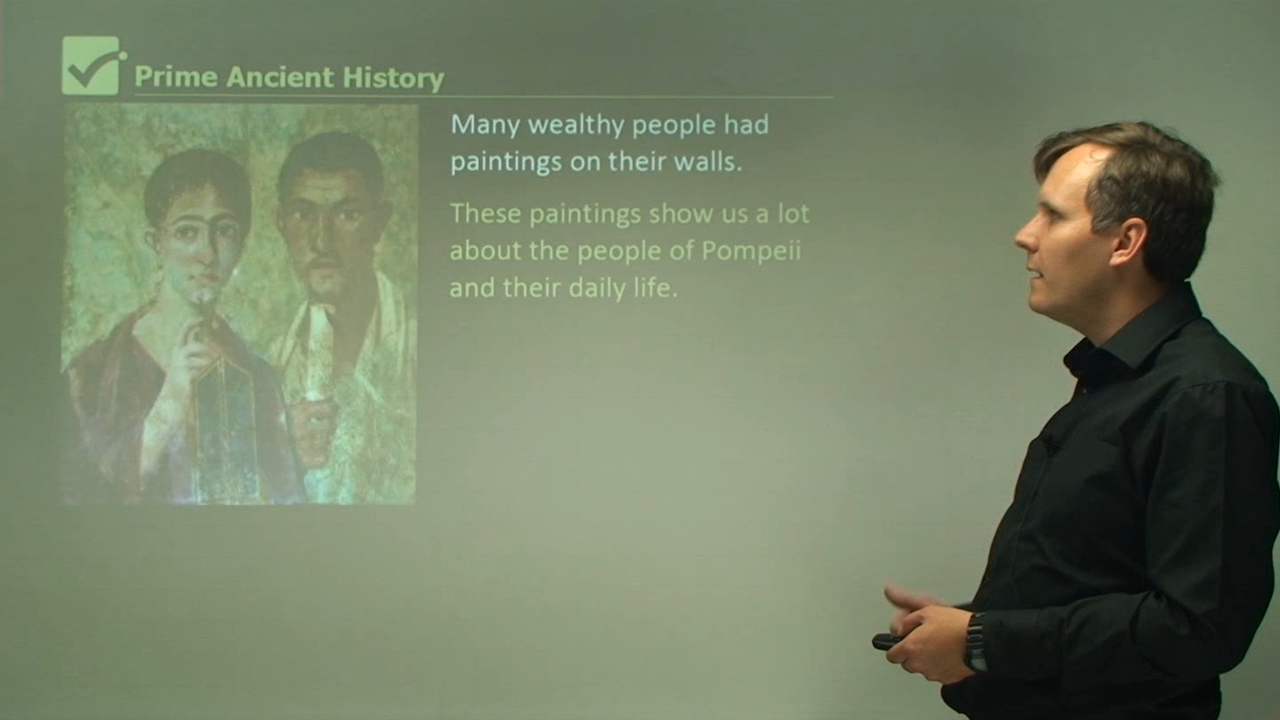 Prime Ancient History
Many wealthy people had
paintings on their walls.
These paintings show us a lot
about the people of Pompeii
and their daily life.